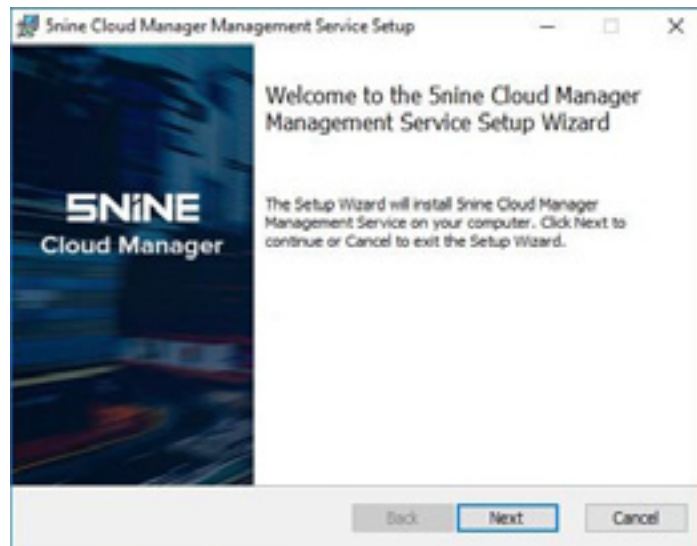 5nine Cloud Manager Management Service Setup
Welcome to the 5nine Cloud Manager
Management Service Setup Wizard
5NiNE
Cloud Manager
The Setup Wizard will install 5nine Cloud Manager
Management Service on your computer. Click Next to
continue or Cancel to exit the Setup Wizard.
Back
Next
Cancel